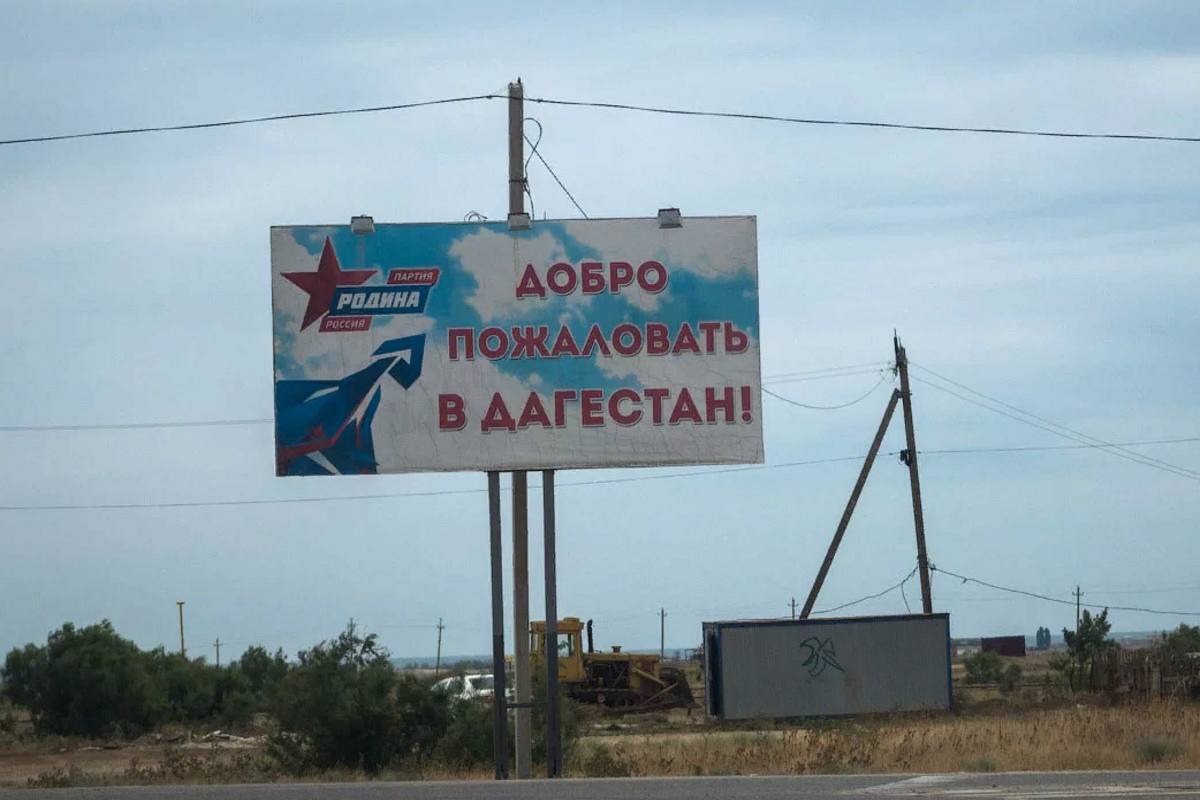 ПАРТИЯ
РОДИНА
РОССИЯ
ДОБРО
ПОЖАЛОВАТЬ
В ДАГЕСТАН!